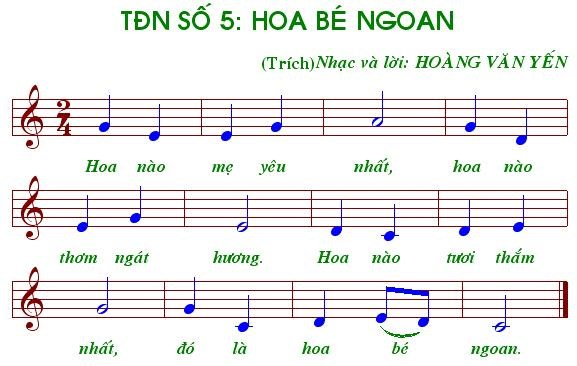 TĐN SỐ 5: HOA BÉ NGOAN
(Trích)Nhạc và lời: HOÀNG VĂN YẾN
2
4
Hoa nào mẹ yêu nhất, hoa nào
thơm ngát hương. Hoa nào tươi thắm
nhất, đó là hoa bé ngoan.